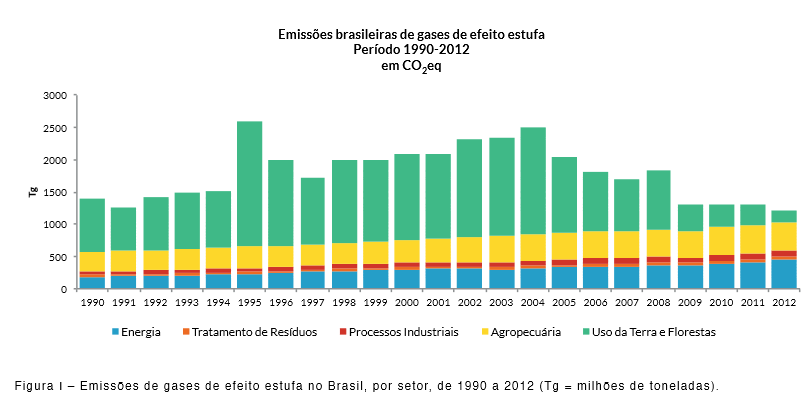 Emissões brasileiras de gases de efeito estufa
Período 1990-2012
em CO₂eq
3000
2500
2000
1500
1000
500
0
Tg
1990 1991 1992 1993 1994 1995 1996 1997 1998 1999 2000 2001 2002 2003 2004 2005 2006 2007 2008 2009 2010 2011 2012
Energia Tratamento de Resíduos Processos Industriais Agropecuária Uso da Terra e Florestas
Figura I – Emissões de gases de efeito estufa no Brasil, por setor, de 1990 a 2012 (Tg = milhões de toneladas).